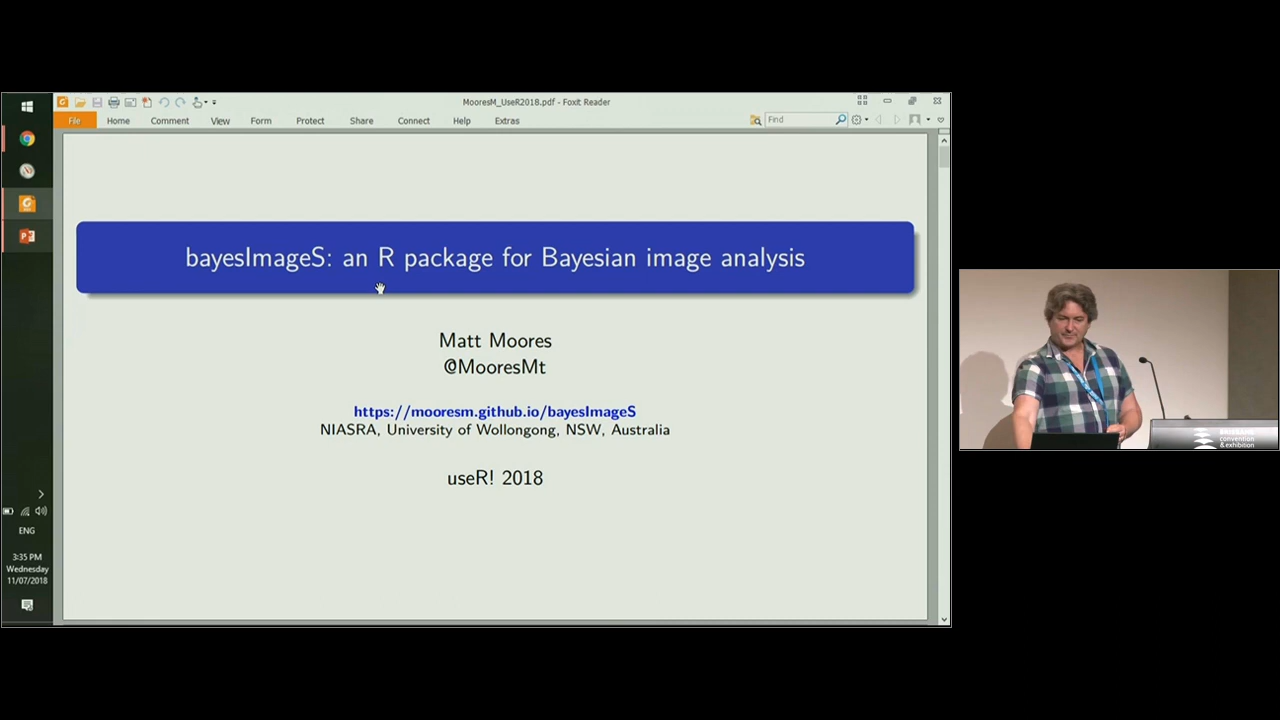 MooresM_UseR2018.pdf - Foxit Reader
File Home Comment View Form Protect Share Connect Help Extras
Find
bayesImageS: an R package for Bayesian image analysis
Matt Moores
@MooresMt
https://mooresm.github.io/bayesImageS
NIASRA, University of Wollongong, NSW, Australia
useR! 2018
ENG
3:35 PM
Wednesday
11/07/2018
convention
& exhibition